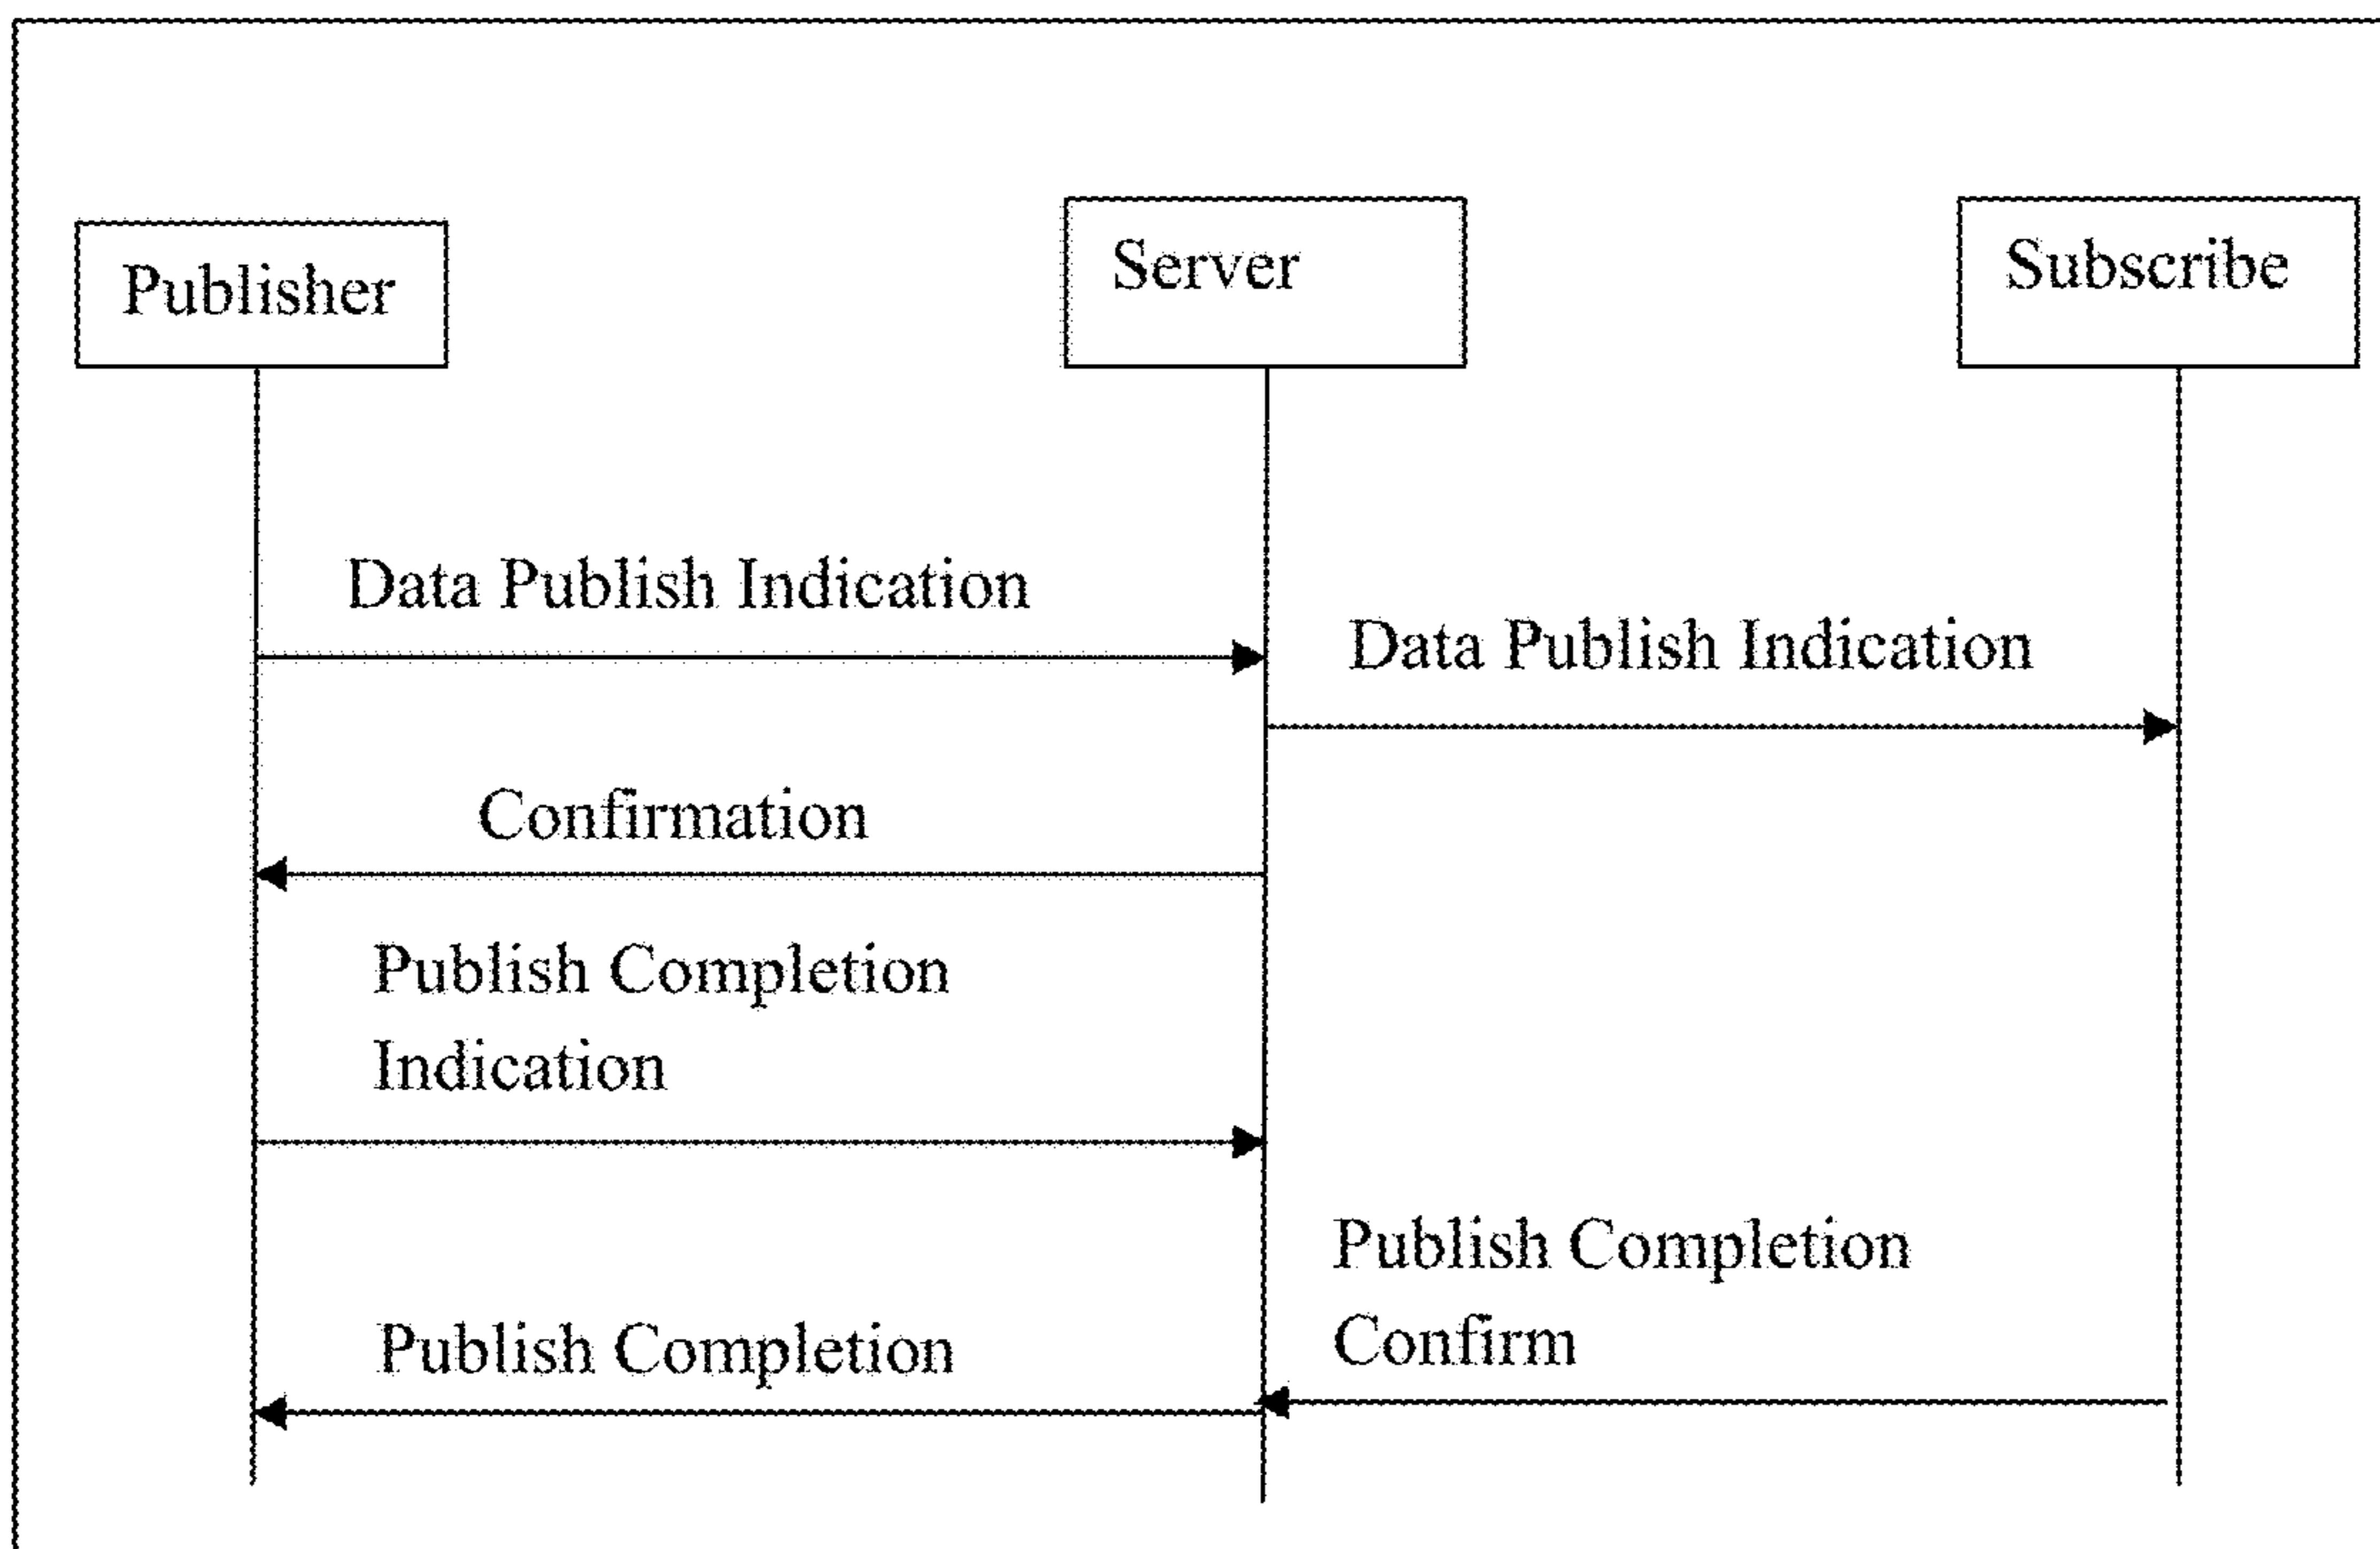 Publisher
Server
Subscribe
Data Publish Indication
Data Publish Indication
Confirmation
Publish Completion
Indication
Publish Completion
Confirm
Publish Completion